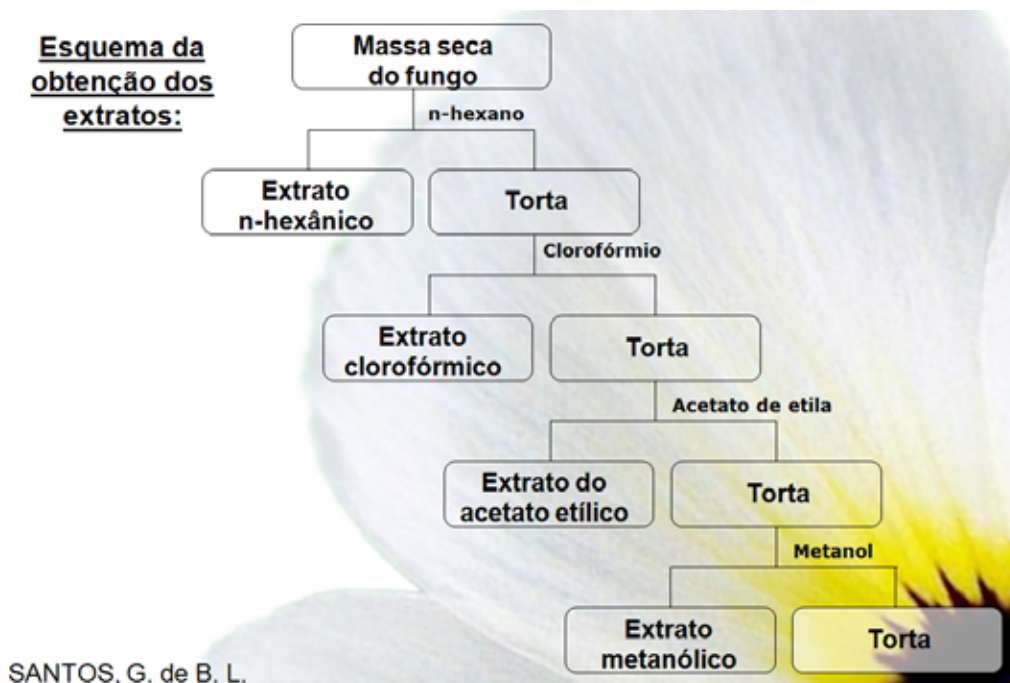 Esquema da
obtenção dos
extratos:
Massa seca
do fungo
n-hexano
Extrato
n-hexânico
Torta
Clorofórmio
Extrato
clorofórmico
Torta
Acetato de etila
Extrato do
acetato etílico
Torta
Metanol
Extrato
metanólico
Torta
SANTOS, G. de B. L.